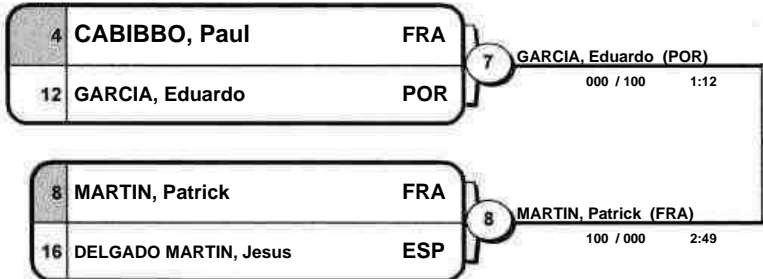 4 CABIBBO, Paul FRA
7 GARCIA, Eduardo (POR)
000 / 100 1:12
12 GARCIA, Eduardo POR
8 MARTIN, Patrick FRA
8 MARTIN, Patrick (FRA)
100 / 000 2:49
16 DELGADO MARTIN, Jesus ESP